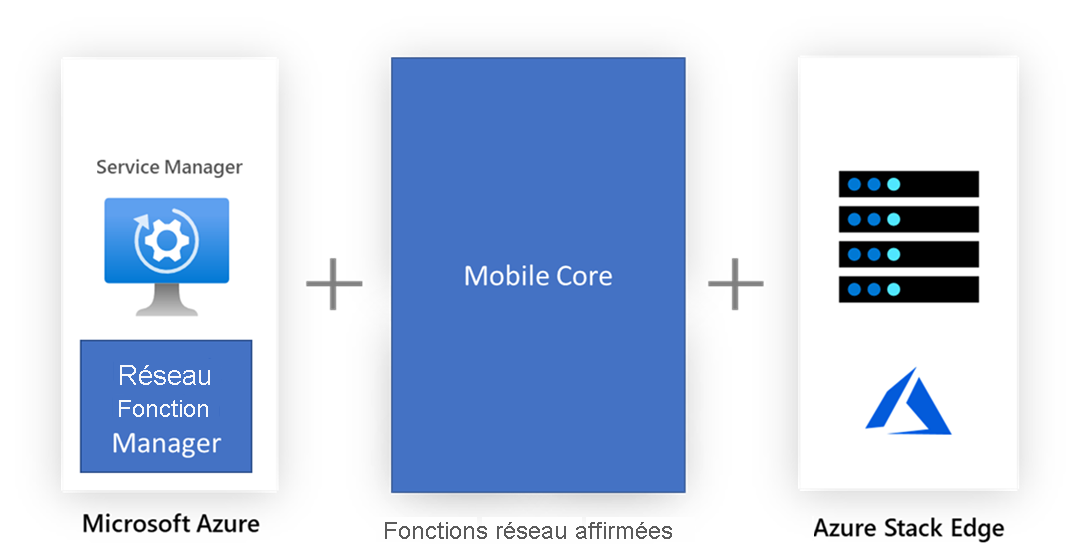 Service Manager
Réseau
Fonction
Manager
Microsoft Azure
Mobile Core
Fonctions réseau affirmées
Azure Stack Edge